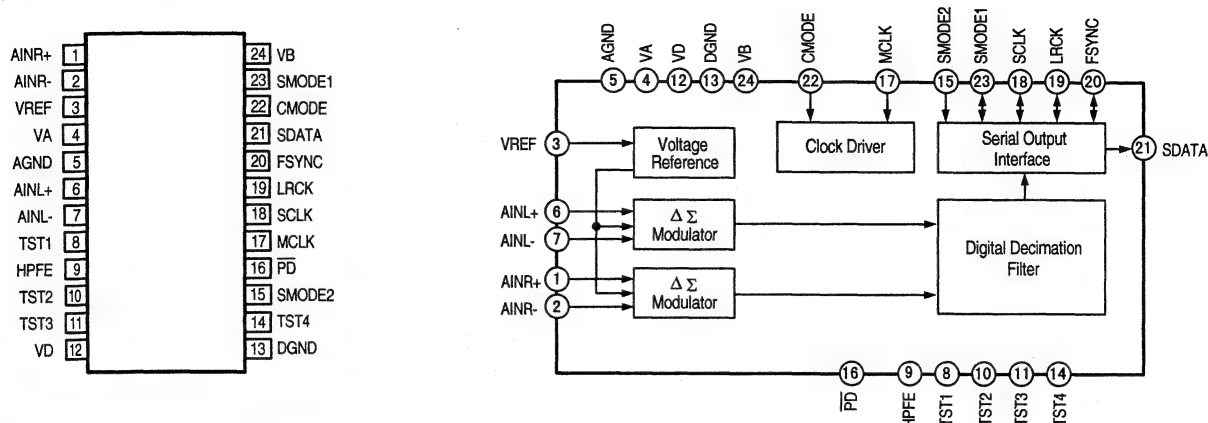 AINR+ 1
AINR- 2
VREF 3
VA 4
AGND 5
AINL+ 6
AINL- 7
TST1 8
HPFE 9
TST2 10
TST3 11
VD 12
24 VB
23 SMODE1
22 CMODE
21 SDATA
20 FSYNC
19 LRCK
18 SCLK
17 MCLK
16 PD
15 SMODE2
14 TST4
13 DGND
AGND
VA
VD
DGND
VB
CMODE
MCLK
SMODE2
SMODE1
SCLK
LRCK
FSYNC
5 4 12 13 24 22 17 15 23 18 19 20
VREF 3
Voltage
Reference
Clock Driver
Serial Output
Interface
21 SDATA
AINL+ 6
AINL- 7
Δ Σ
Modulator
AINR+ 1
AINR- 2
Δ Σ
Modulator
Digital Decimation
Filter
16 9 8 10 11 14
PD
HPFE
TST1
TST2
TST3
TST4